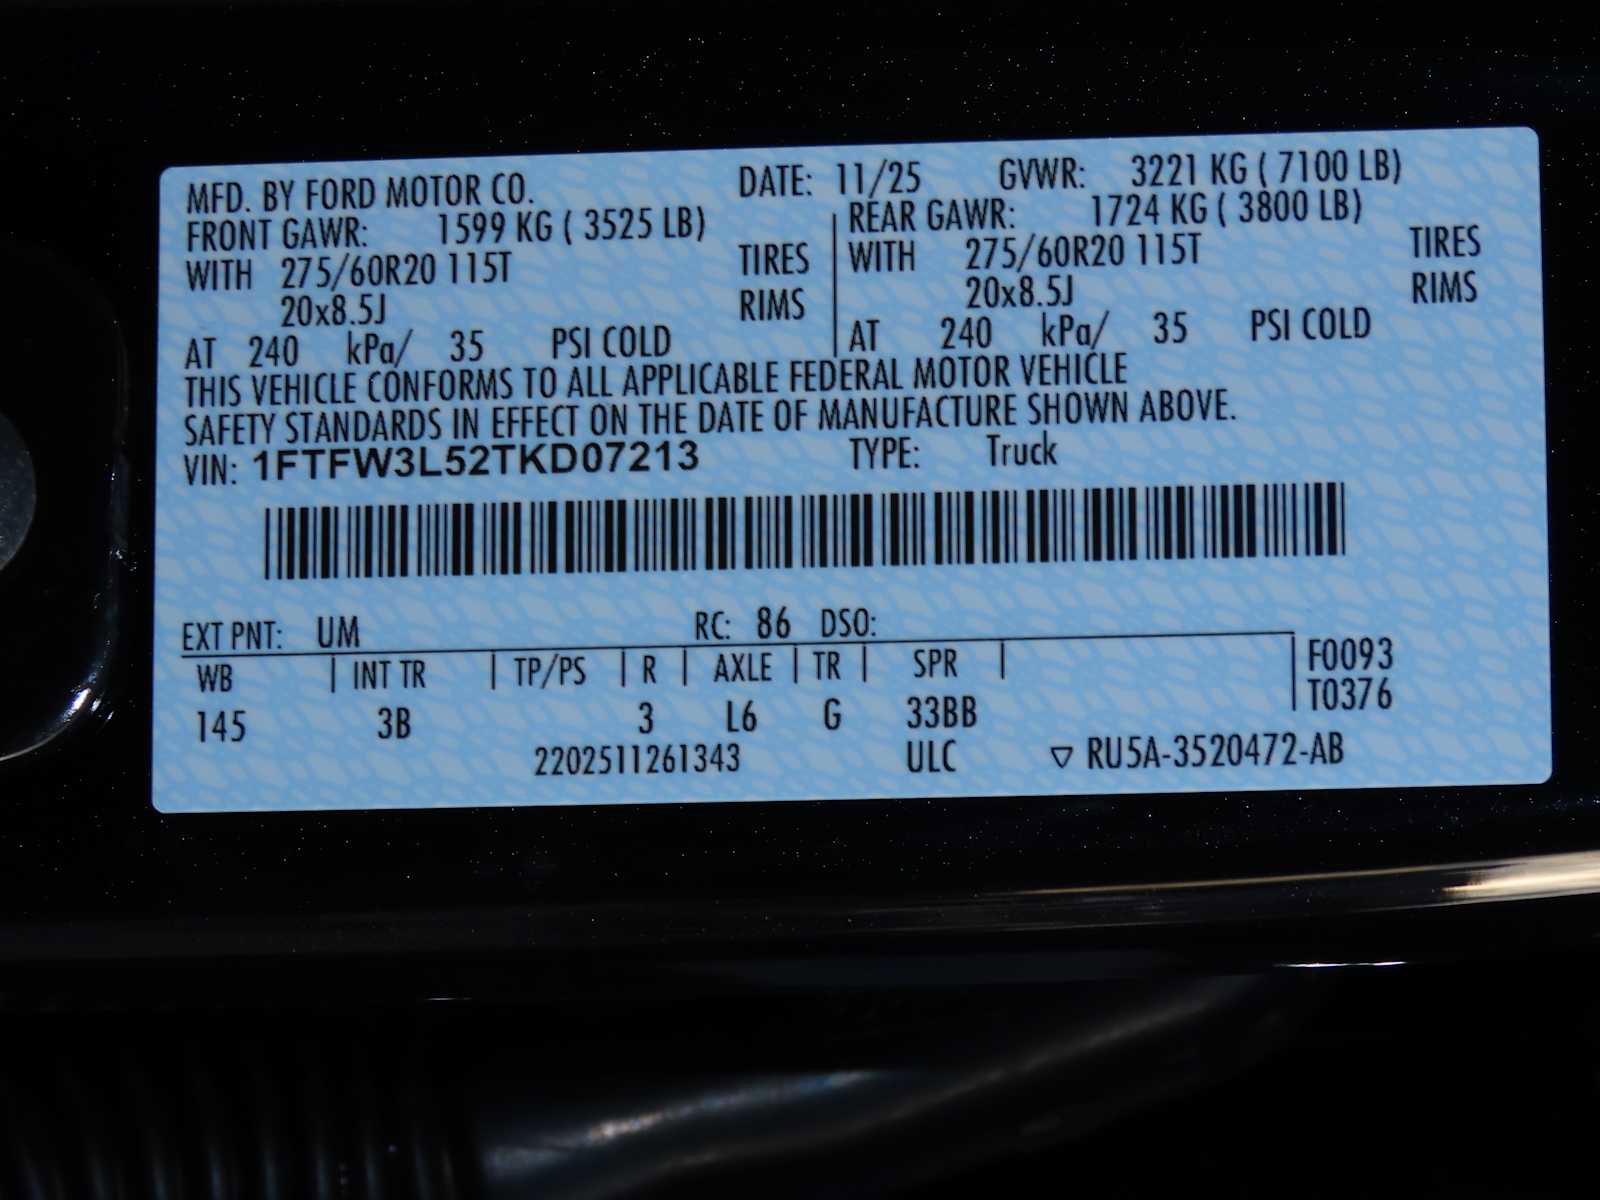 MFD. BY FORD MOTOR CO. DATE: 11/25 GVWR: 3221 KG ( 7100 LB)
FRONT GAWR: 1599 KG ( 3525 LB) REAR GAWR: 1724 KG ( 3800 LB)
WITH 275/60R20 115T TIRES WITH 275/60R20 115T TIRES
20x8.5J RIMS 20x8.5J RIMS
AT 240 kPa/ 35 PSI COLD AT 240 kPa/ 35 PSI COLD
THIS VEHICLE CONFORMS TO ALL APPLICABLE FEDERAL MOTOR VEHICLE
SAFETY STANDARDS IN EFFECT ON THE DATE OF MANUFACTURE SHOWN ABOVE.
VIN: 1FTFW3L52TKD07213 TYPE: Truck
EXT PNT: UM RC: 86 DSO:
WB INT TR TP/PS R AXLE TR SPR F0093
T0376
145 3B 3 L6 G 33BB
2202511261343 ULC ▽ RU5A-3520472-AB